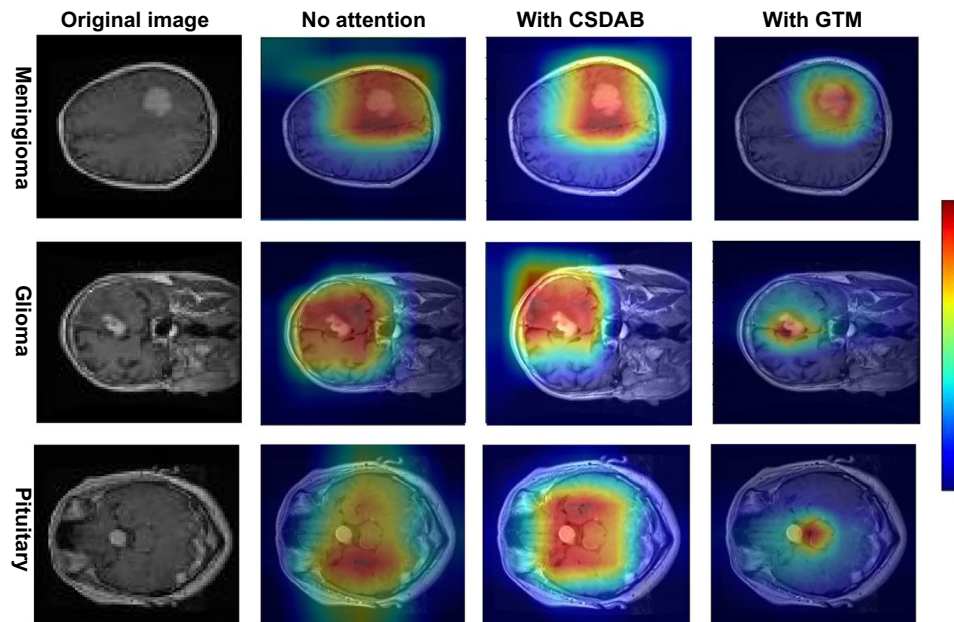 Original image
No attention
With CSDAB
With GTM
Meningioma
Glioma
Pituitary